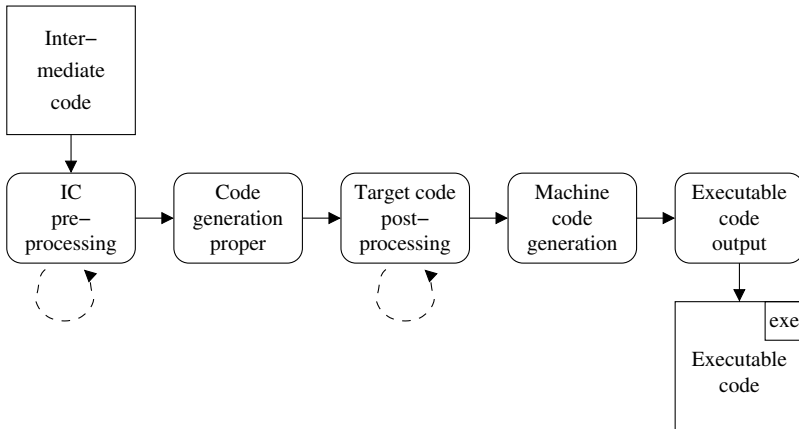 Inter−
mediate
code
IC
pre−
processing
Code
generation
proper
Target code
post−
processing
Machine
code
generation
Executable
code
output
exe
Executable
code